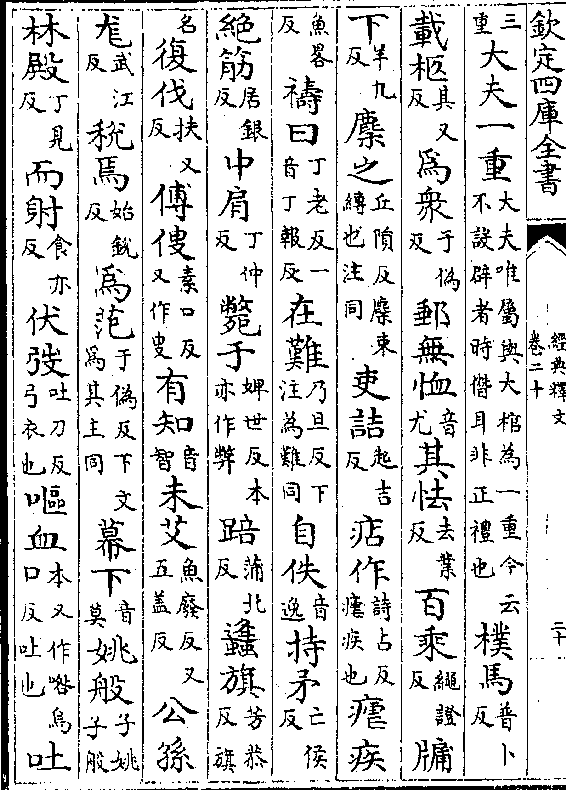 欽定四庫全書
經典釋文
卷二十
二十
三重大夫一重大夫唯屬與大棺為一重今云不設辟者時僭耳非正禮也樸馬普卜反
載柩其又反為衆于偽反郵無恤音尤其怯去業反百乘繩證反牖
下羊九反麇之丘隕反麇束縛也注同吏詰起吉反痁作詩占反瘧疾也瘧疾
魚畧反禱曰丁老反一音丁報反在難乃旦反下注為難同自佚音逸持矛亡侯反
絶筋居銀反中肩丁仲反斃于婢世反本亦作弊踣蒲北反蠭旗芳恭反旗
名復伐扶又反傅傁素口反又作叟有知音智未艾魚廢反又五盖反公孫
尨武江反稅焉始銳反為范于偽反下文為其主同幕下音莫姚般子姚子般
林殿丁見反而射食亦反伏弢吐刀反弓衣也嘔血本又作喀烏口反吐也吐